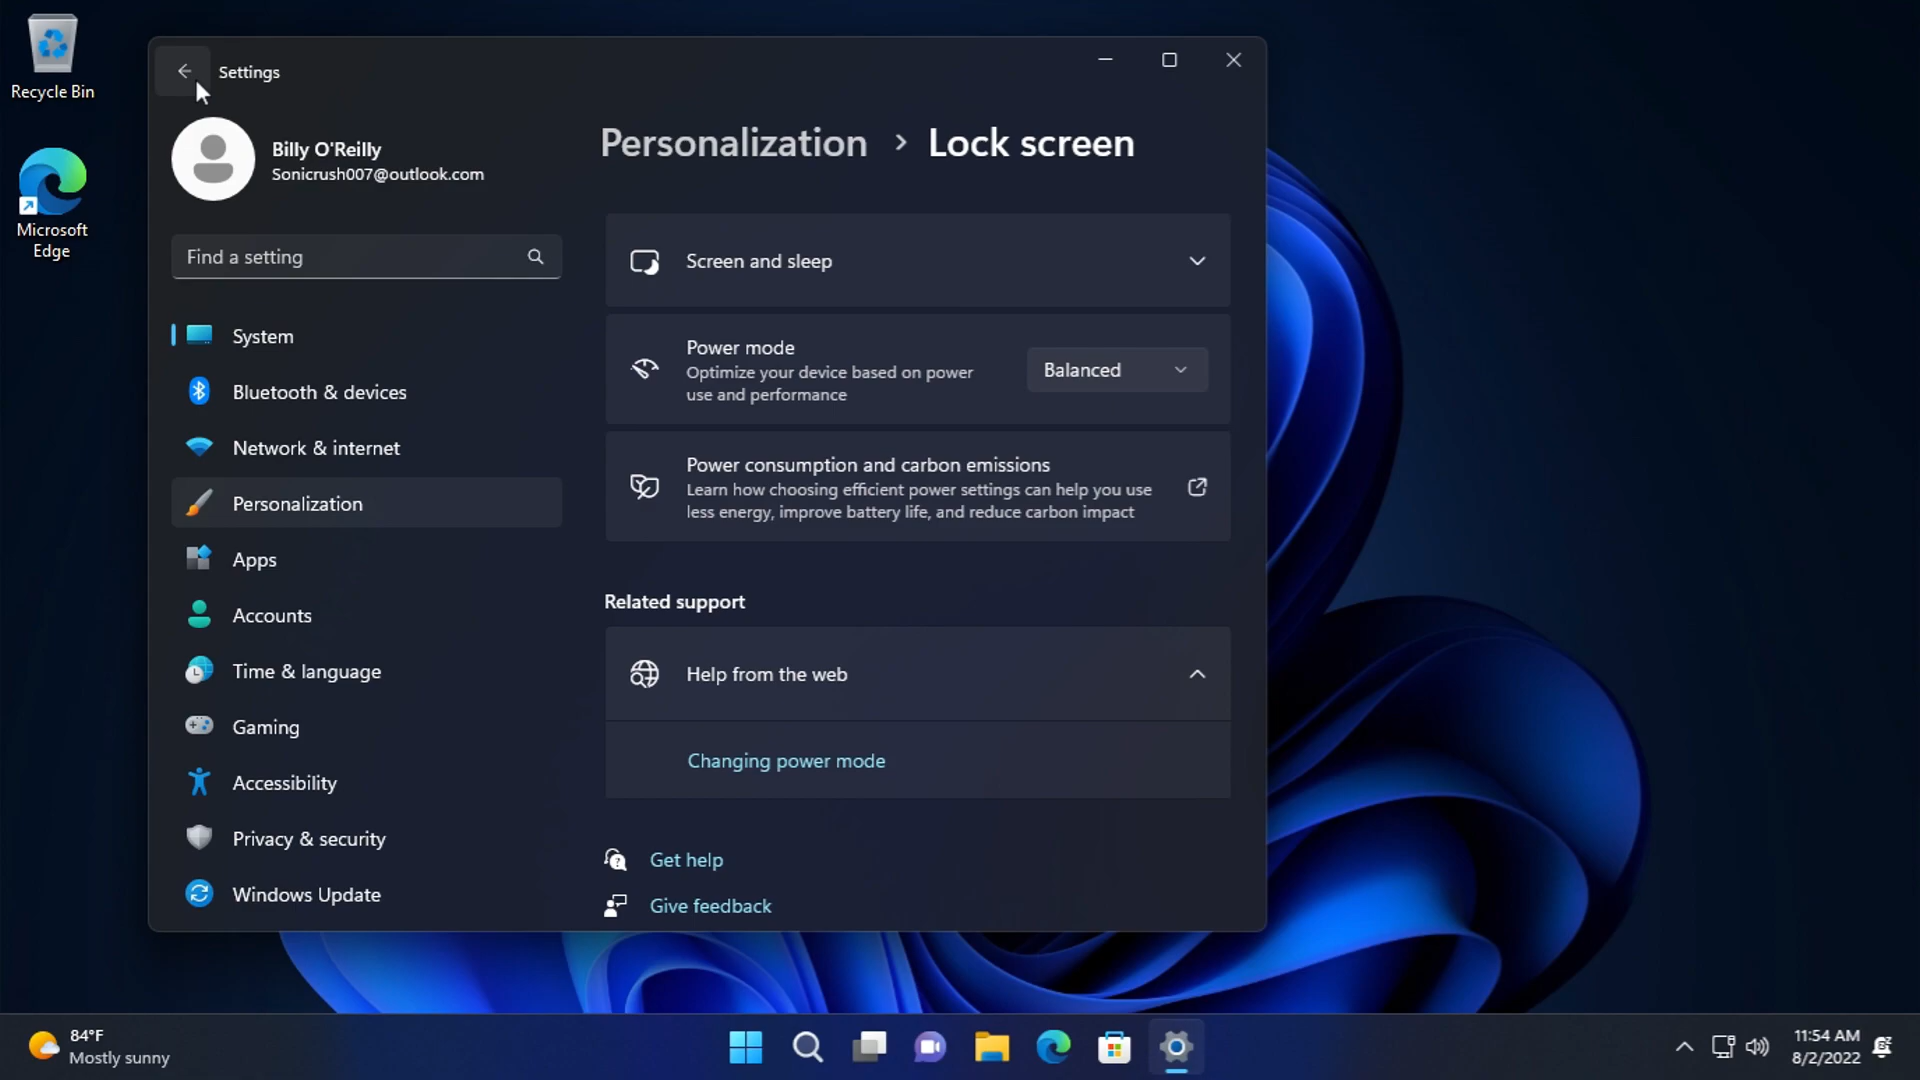 Recycle Bin
Microsoft
Edge
Settings
Billy O'Reilly
Sonicrush007@outlook.com
Find a setting
System
Bluetooth & devices
Network & internet
Personalization
Apps
Accounts
Time & language
Gaming
Accessibility
Privacy & security
Windows Update
Personalization › Lock screen
Screen and sleep
Power mode
Optimize your device based on power
use and performance
Balanced
Power consumption and carbon emissions
Learn how choosing efficient power settings can help you use
less energy, improve battery life, and reduce carbon impact
Related support
Help from the web
Changing power mode
Get help
Give feedback
84°F
Mostly sunny
11:54 AM
8/2/2022